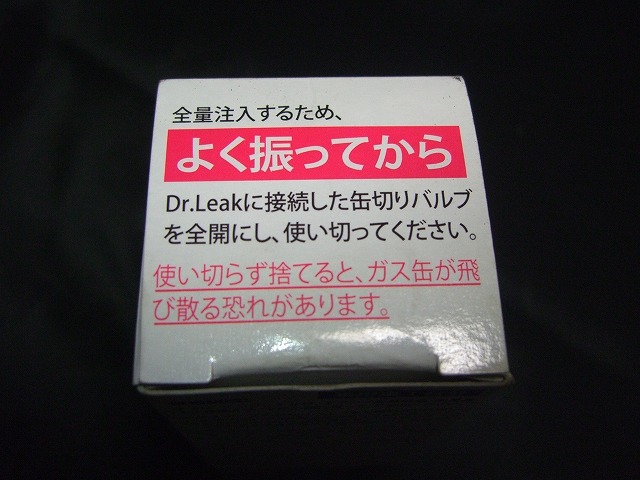 全量注入するため、
よく振ってから
Dr.Leakに接続した缶切りバルブ
を全開にし、使い切ってください。
使い切らず捨てると、ガス缶が飛
び散る恐れがあります。